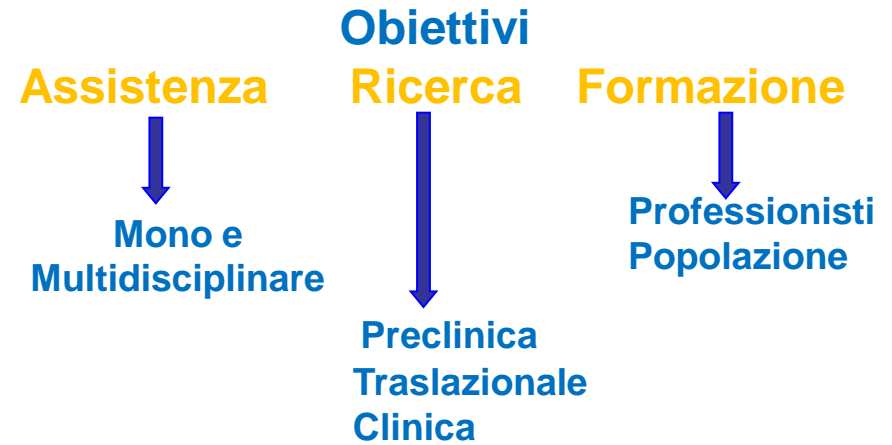 Obiettivi
Assistenza Ricerca Formazione
Mono e
Multidisciplinare
Professionisti
Popolazione
Preclinica
Traslazionale
Clinica